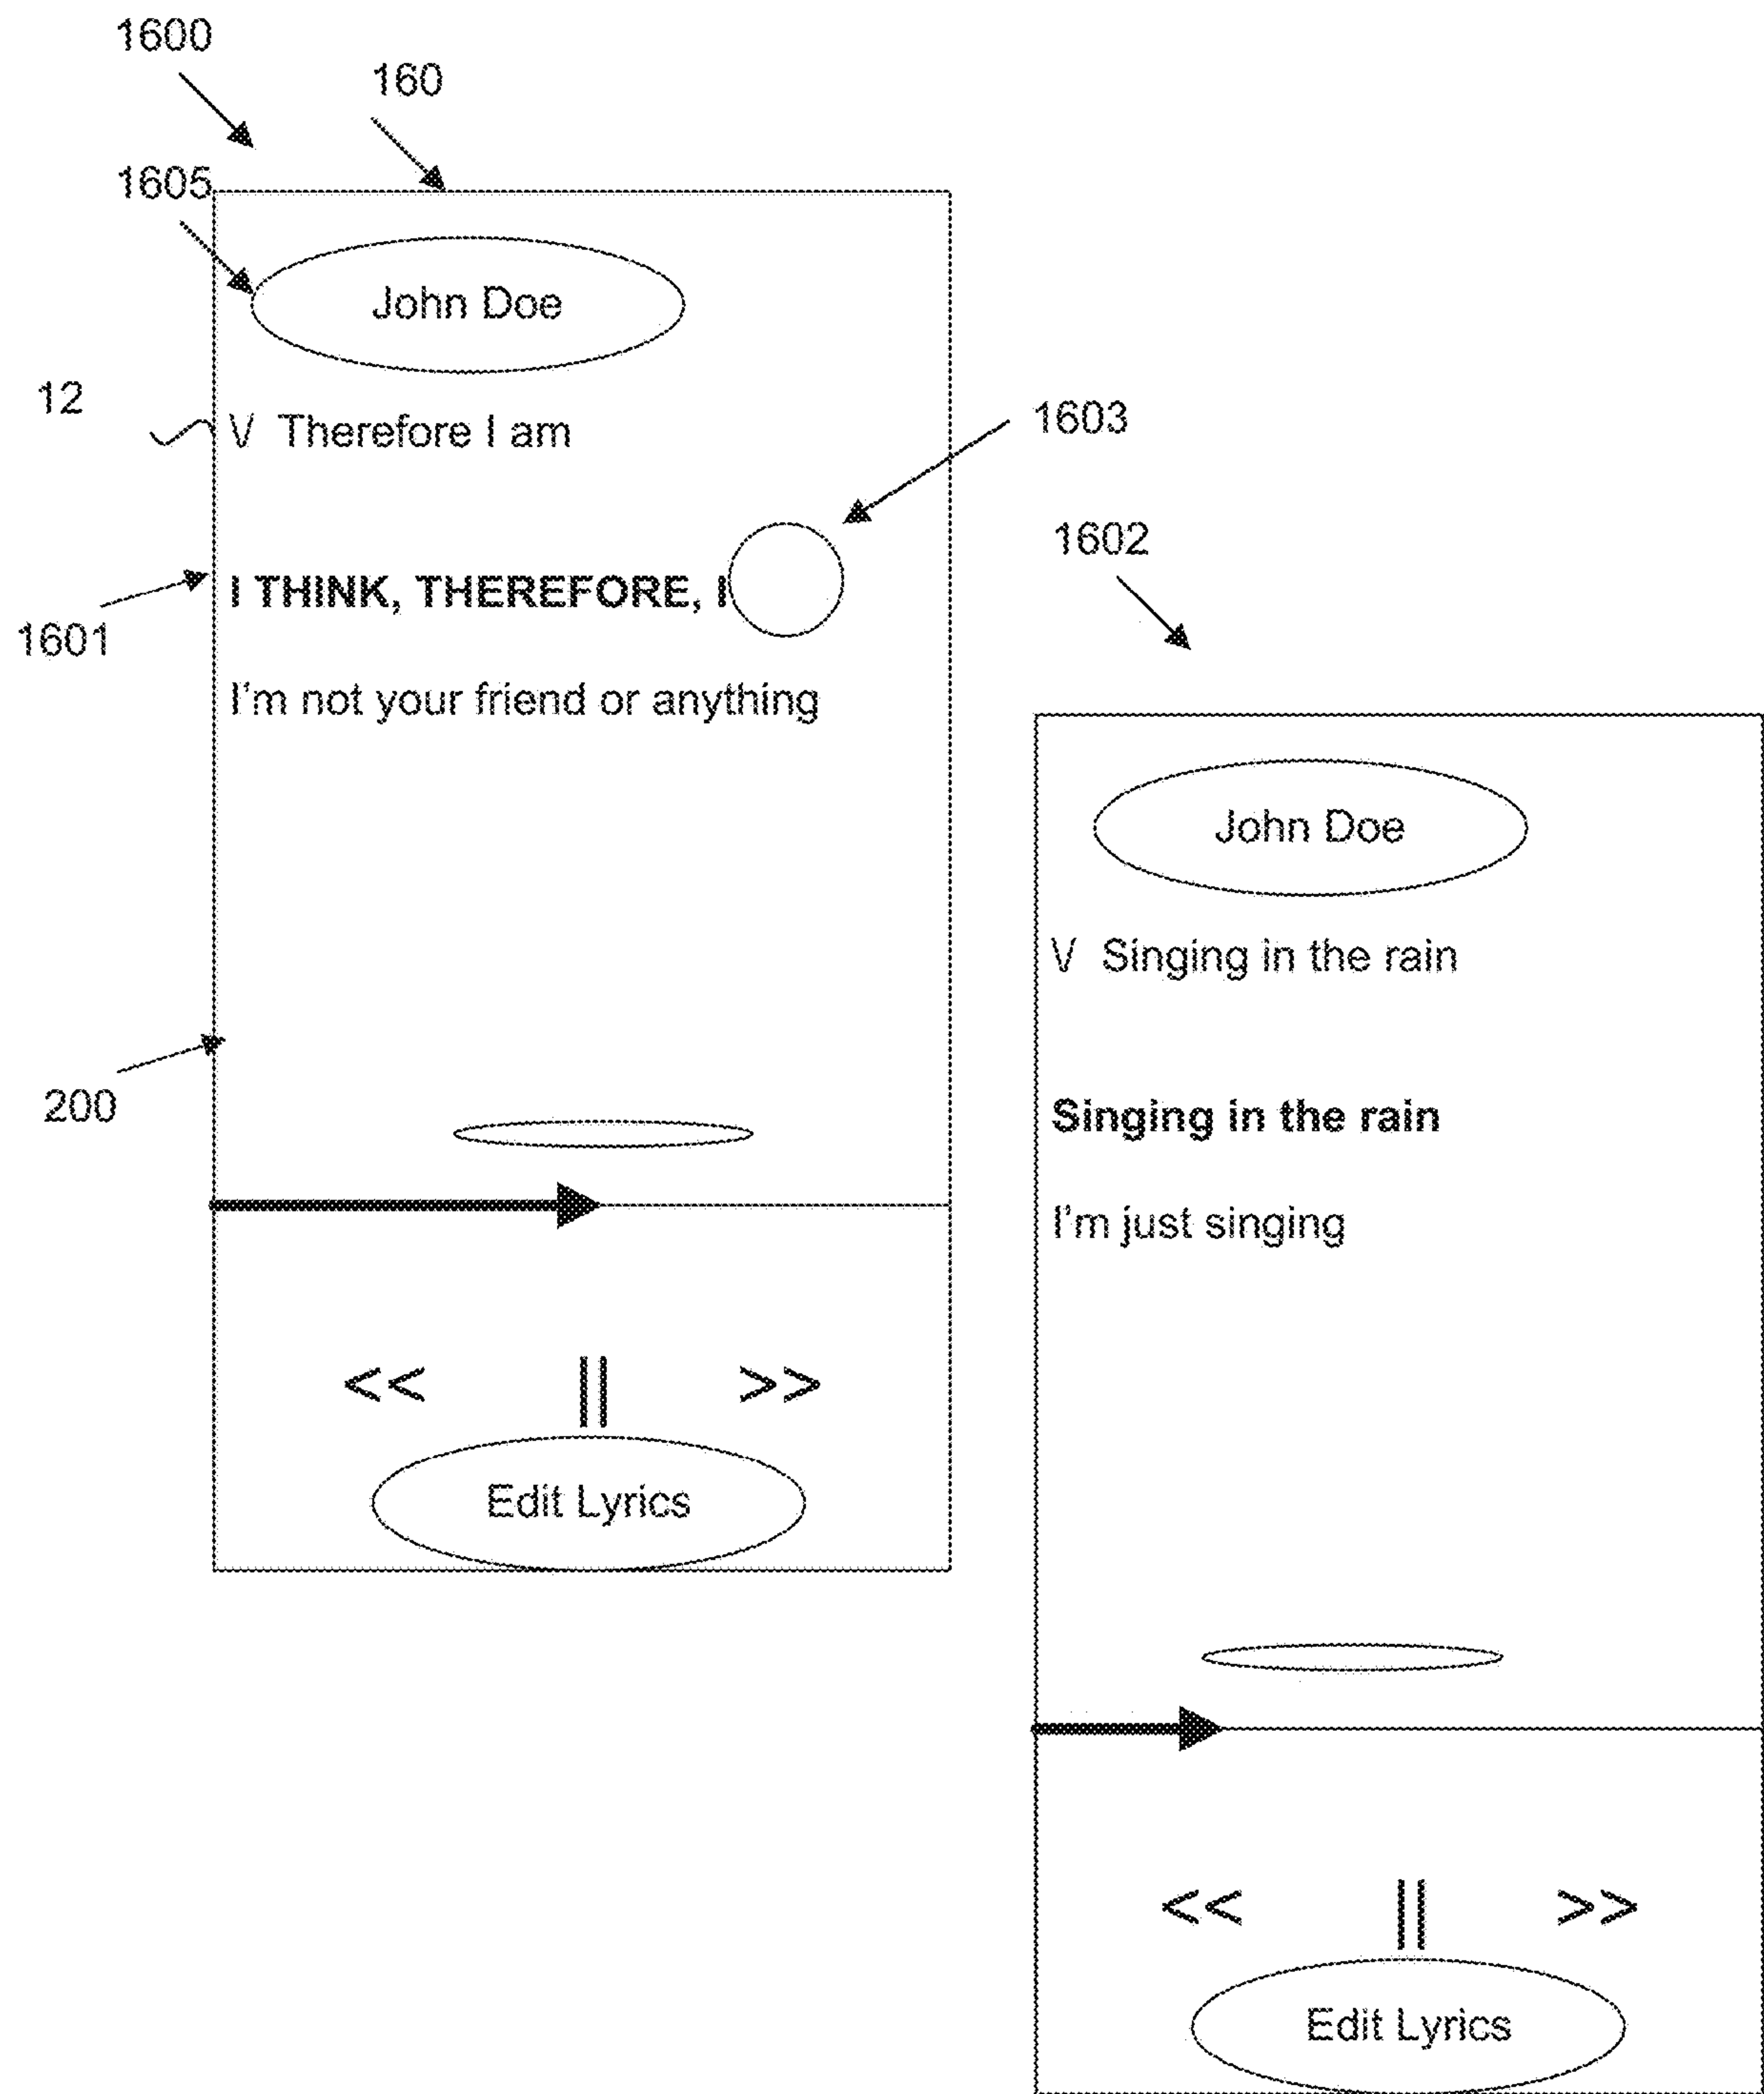 1600
160
1605
John Doe
12
V Therefore I am
1603
I THINK, THEREFORE, I
1601
I'm not your friend or anything
200
<< || >>
Edit Lyrics
1602
John Doe
V Singing in the rain
Singing in the rain
I'm just singing
<< || >>
Edit Lyrics